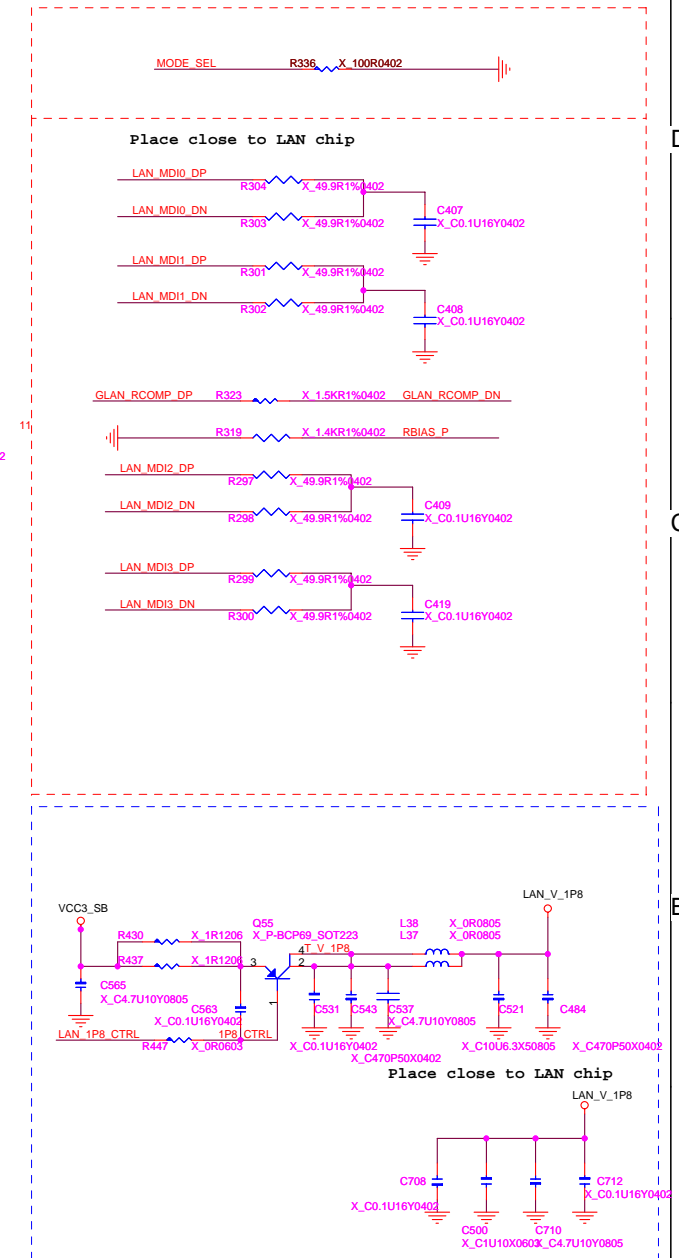 MODE_SEL R336 X_100R0402
Place close to LAN chip
LAN_MDI0_DP
R304 X_49.9R1%0402
LAN_MDI0_DN
R303 X_49.9R1%0402
C407
X_C0.1U16Y0402
LAN_MDI1_DP
R301 X_49.9R1%0402
LAN_MDI1_DN
R302 X_49.9R1%0402
C408
X_C0.1U16Y0402
GLAN_RCOMP_DP R323 X_1.5KR1%0402 GLAN_RCOMP_DN
11
R319 X_1.4KR1%0402 RBIAS_P
2
LAN_MDI2_DP
R297 X_49.9R1%0402
LAN_MDI2_DN
R298 X_49.9R1%0402
C409
X_C0.1U16Y0402
LAN_MDI3_DP
R299 X_49.9R1%0402
LAN_MDI3_DN
R300 X_49.9R1%0402
C419
X_C0.1U16Y0402
VCC3_SB
LAN_V_1P8
R430 X_1R1206
R437 X_1R1206
Q55
X_P-BCP69_SOT223
3
4
2
1
T_V_1P8
L38 X_0R0805
L37 X_0R0805
C565
X_C4.7U10Y0805
C563
X_C0.1U16Y0402
LAN_1P8_CTRL
1P8_CTRL
R447 X_0R0603
C531
X_C0.1U16Y0402
C543
X_C470P50X0402
C537
X_C4.7U10Y0805
C521
X_C10U6.3X50805
C484
X_C470P50X0402
Place close to LAN chip
LAN_V_1P8
C708
X_C0.1U16Y0402
C500
X_C1U10X0603
C710
X_C4.7U10Y0805
C712
X_C0.1U16Y0402